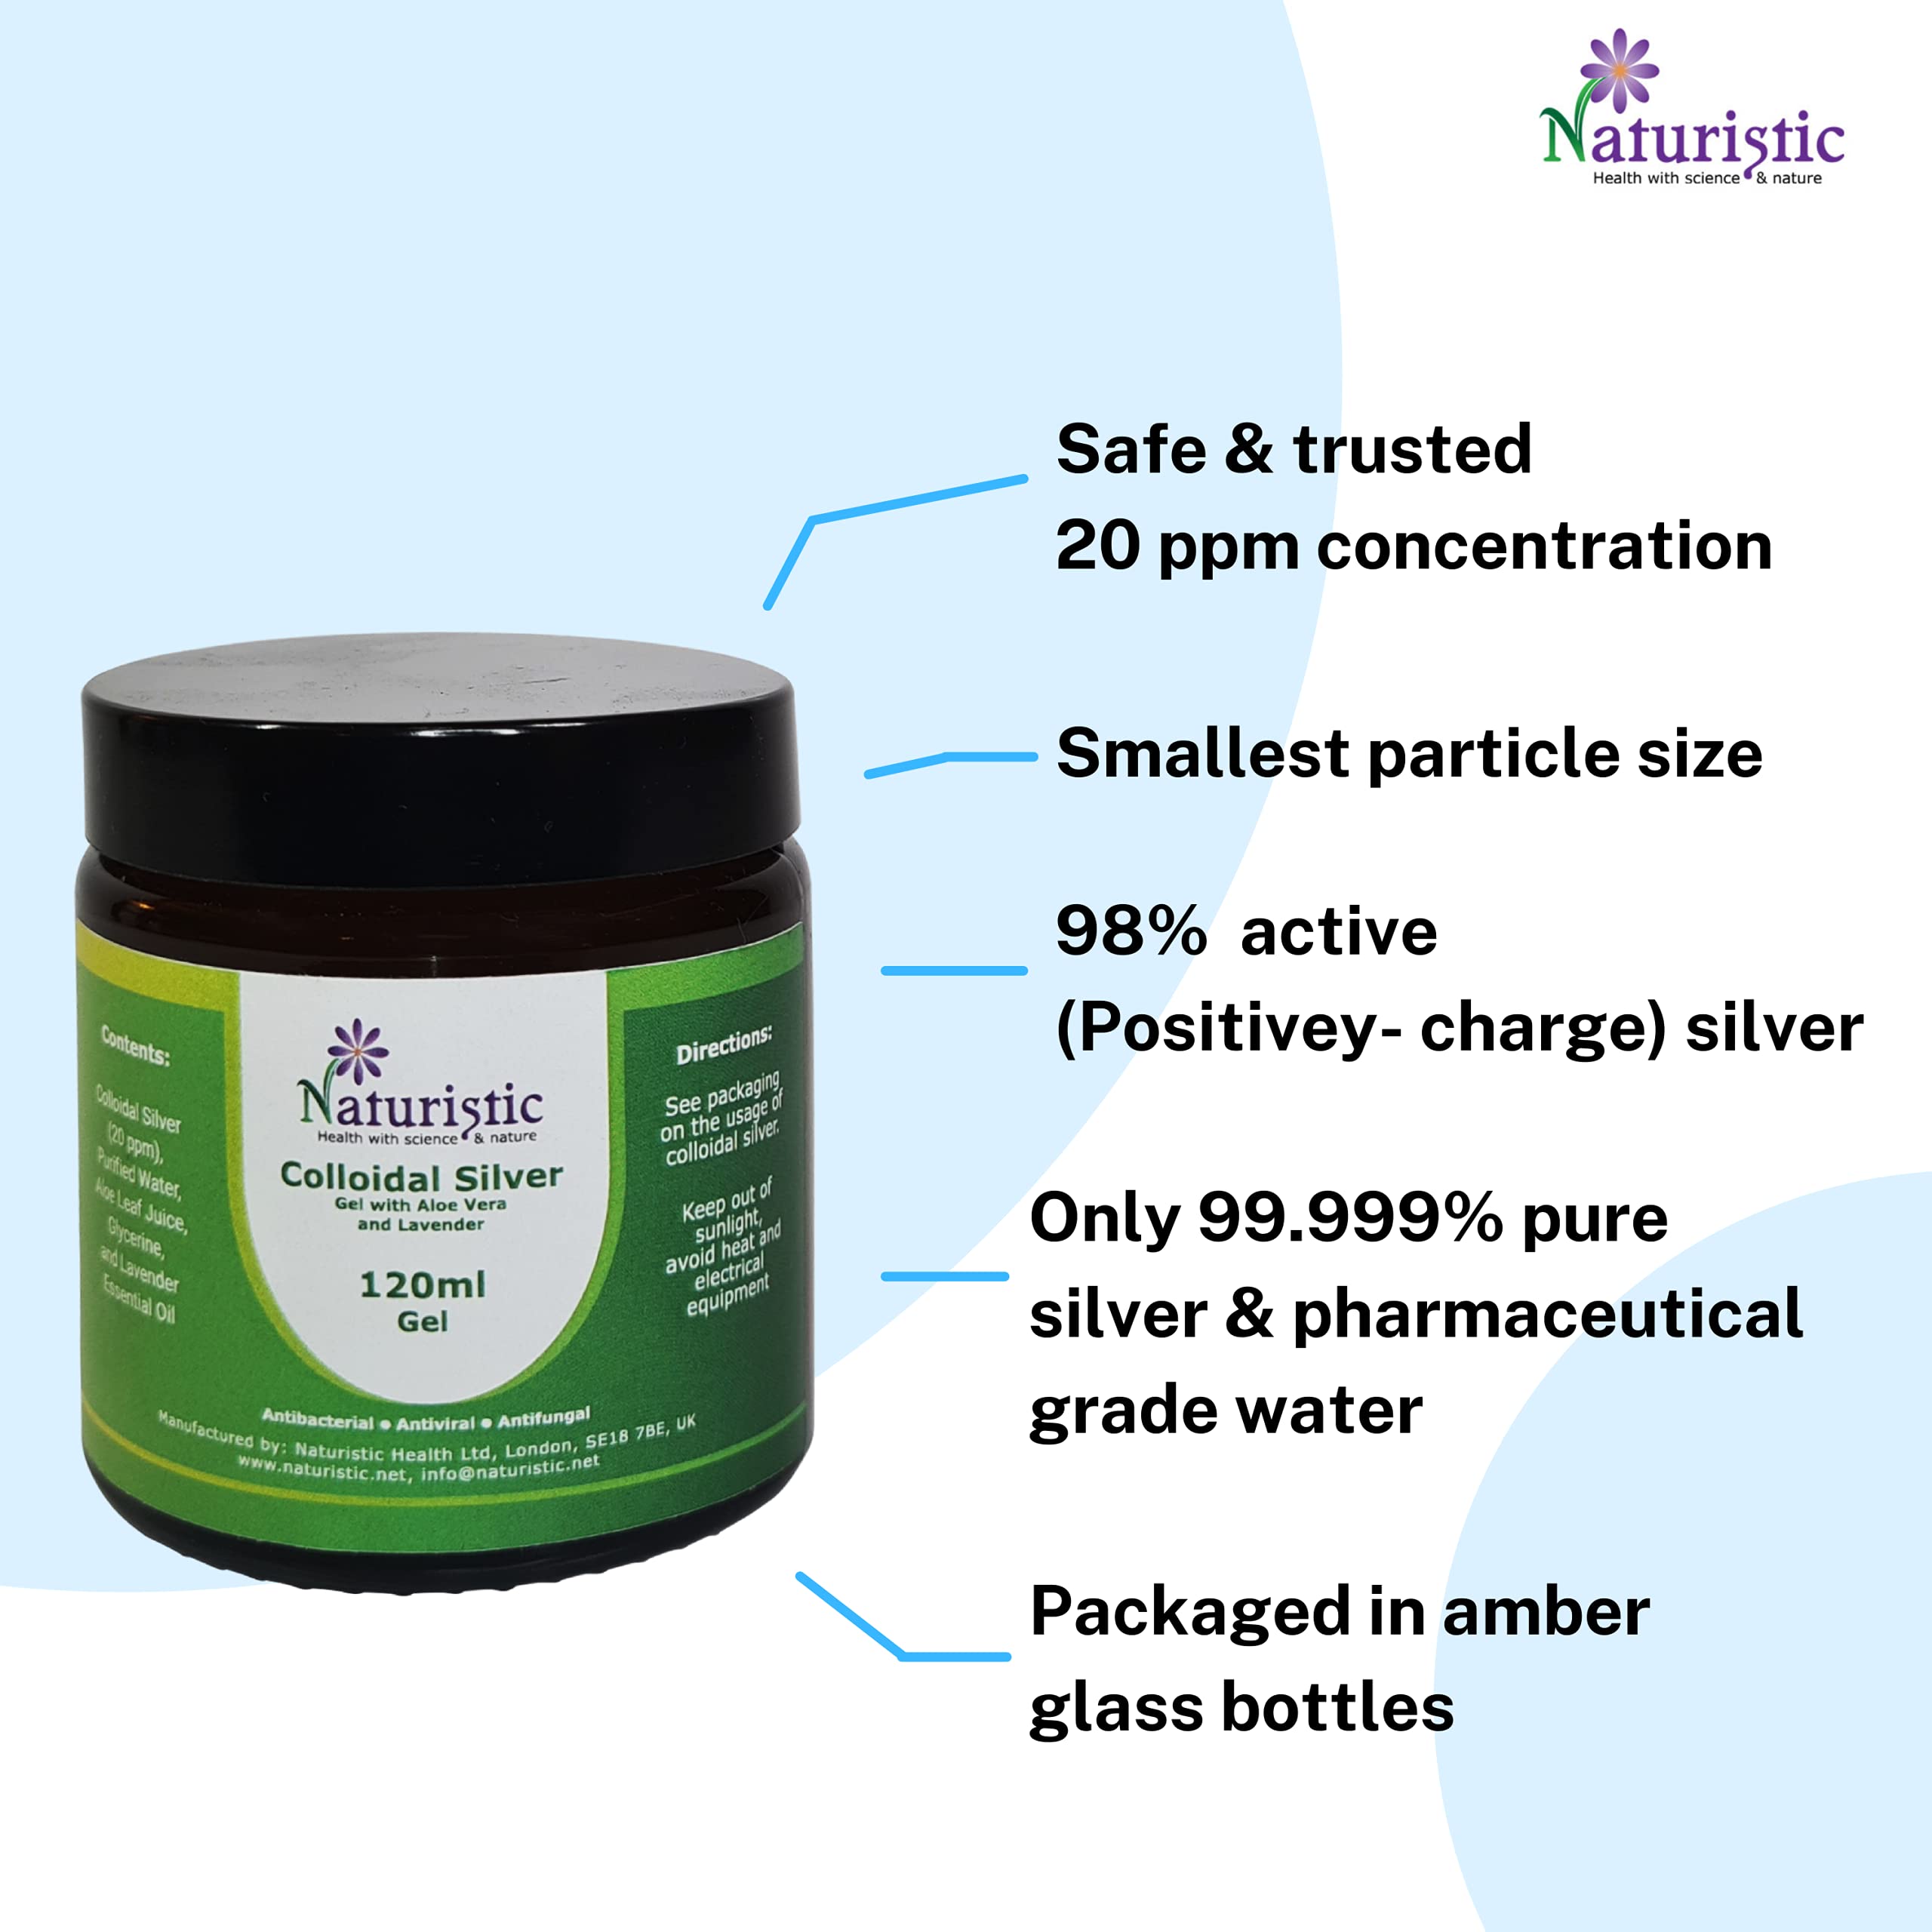 Naturistic
Health with science & nature
Safe & trusted
20 ppm concentration
Smallest particle size
98% active
(Positivey- charge) silver
Only 99.999% pure
silver & pharmaceutical
grade water
Packaged in amber
glass bottles
Contents:
Colloidal Silver
(20 ppm),
Purified Water,
Aloe Leaf Juice,
Glycerine,
and Lavender
Essential Oil
Naturistic
Health with science & nature
Colloidal Silver
Gel with Aloe Vera
and Lavender
120ml
Gel
Directions:
See packaging
on the usage of
colloidal silver.
Keep out of
sunlight,
avoid heat and
electrical
equipment
Antibacterial ● Antiviral ● Antifungal
Manufactured by: Naturistic Health Ltd, London, SE18 7BE, UK
www.naturistic.net, info@naturistic.net